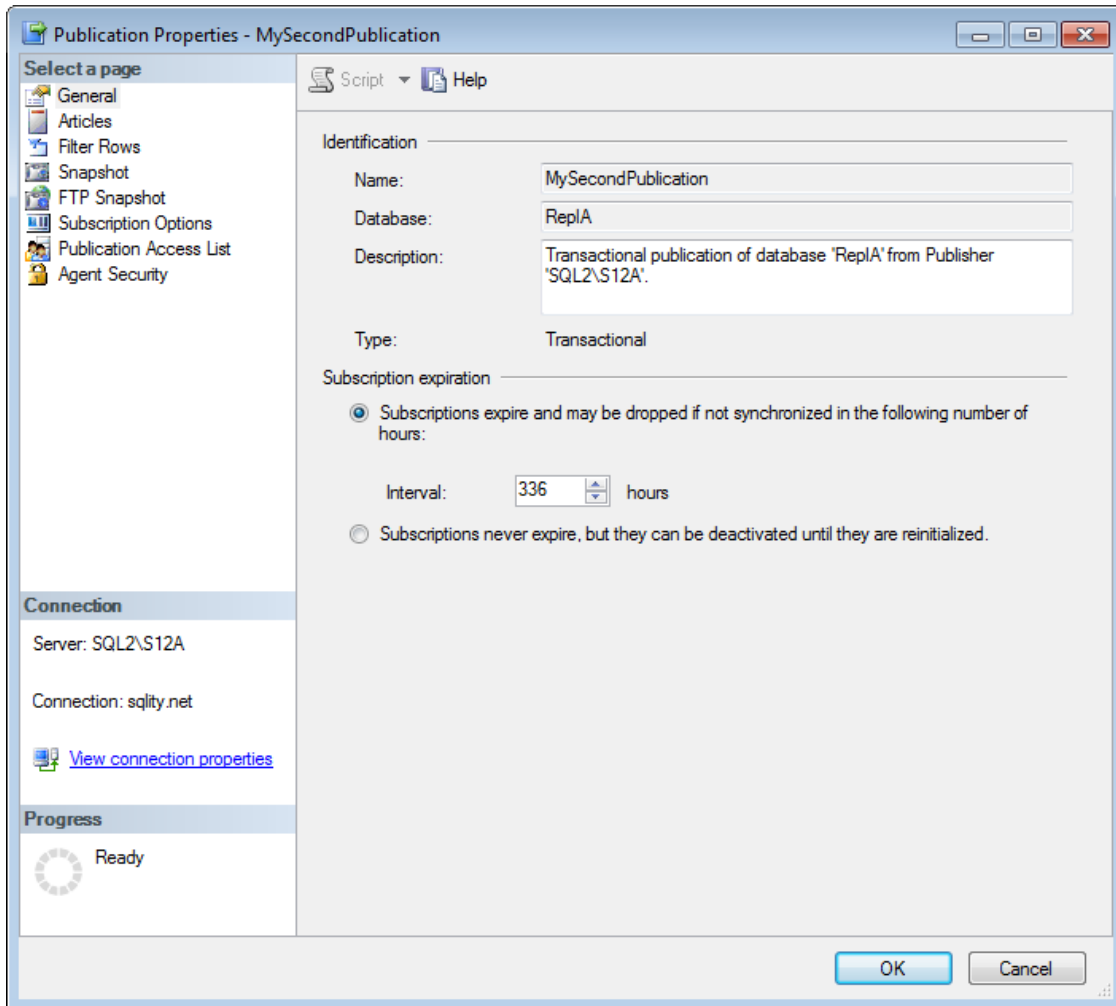 Publication Properties - MySecondPublication
Select a page
General
Articles
Filter Rows
Snapshot
FTP Snapshot
Subscription Options
Publication Access List
Agent Security
Script
Help
Identification
Name:
MySecondPublication
Database:
ReplA
Description:
Transactional publication of database 'ReplA' from Publisher
'SQL2\S12A'.
Type:
Transactional
Subscription expiration
Subscriptions expire and may be dropped if not synchronized in the following number of
hours:
Interval:
336
hours
Subscriptions never expire, but they can be deactivated until they are reinitialized.
Connection
Server: SQL2\S12A
Connection: sqlity.net
View connection properties
Progress
Ready
OK
Cancel